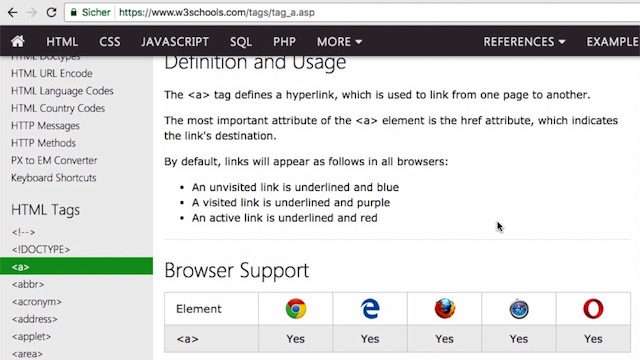 Sicher https://www.w3schools.com/tags/tag_a.asp
HTML CSS JAVASCRIPT SQL PHP MORE REFERENCES EXAMPLE
HTML Doctypes
HTML URL Encode
HTML Language Codes
HTML Country Codes
HTTP Messages
HTTP Methods
PX to EM Converter
Keyboard Shortcuts
HTML Tags
<!-->
<!DOCTYPE>
<a>
<abbr>
<acronym>
<address>
<applet>
<area>
Definition and Usage
The <a> tag defines a hyperlink, which is used to link from one page to another.
The most important attribute of the <a> element is the href attribute, which indicates
the link's destination.
By default, links will appear as follows in all browsers:
• An unvisited link is underlined and blue
• A visited link is underlined and purple
• An active link is underlined and red
Browser Support
Element
<a> Yes Yes Yes Yes Yes